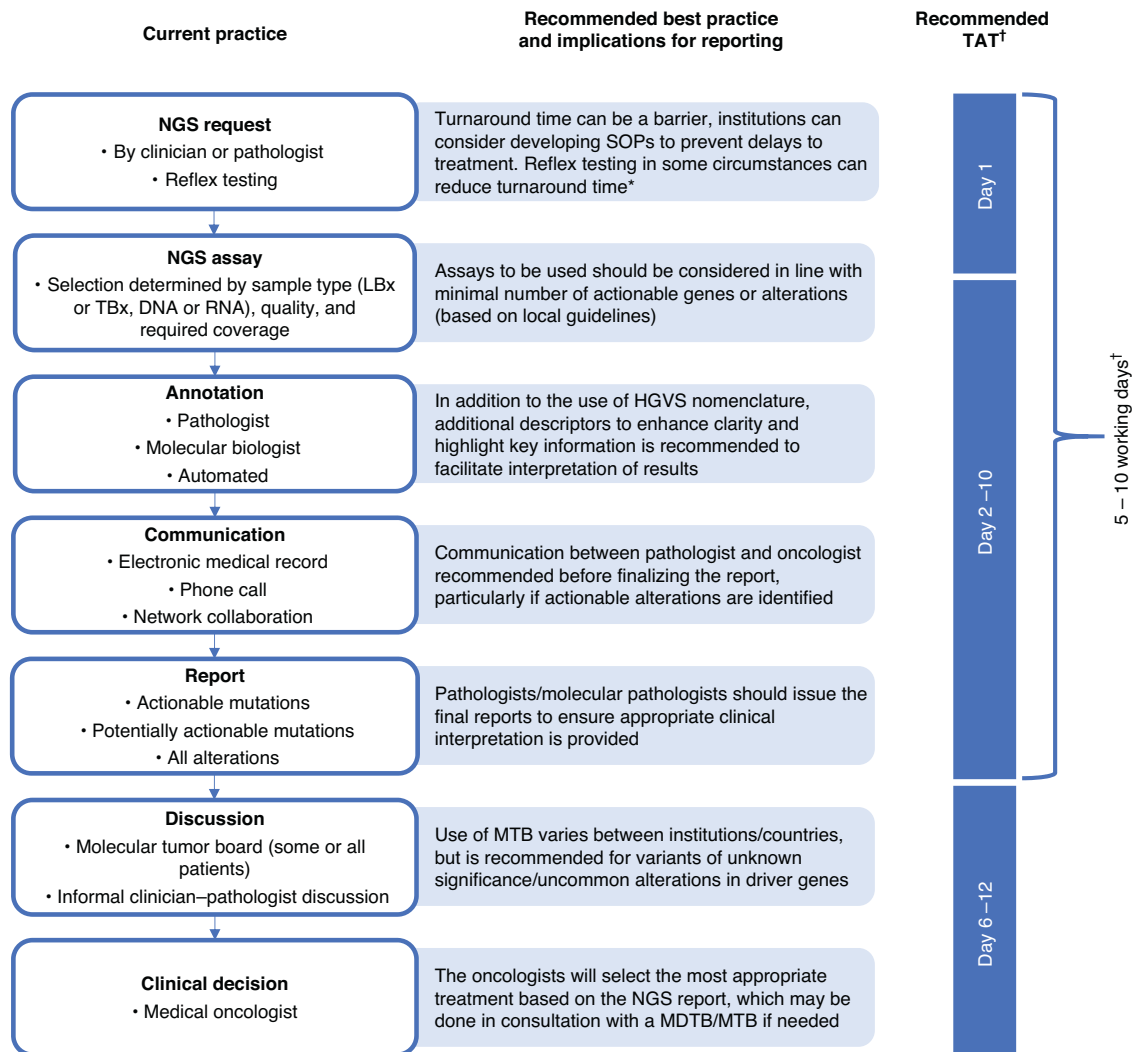 Current practice
Recommended best practice
and implications for reporting
Recommended
TAT†
NGS request
• By clinician or pathologist
• Reflex testing
Turnaround time can be a barrier, institutions can
consider developing SOPs to prevent delays to
treatment. Reflex testing in some circumstances can
reduce turnaround time*
NGS assay
• Selection determined by sample type (LBx
or TBx, DNA or RNA), quality, and
required coverage
Assays to be used should be considered in line with
minimal number of actionable genes or alterations
(based on local guidelines)
Annotation
• Pathologist
• Molecular biologist
• Automated
In addition to the use of HGVS nomenclature,
additional descriptors to enhance clarity and
highlight key information is recommended to
facilitate interpretation of results
Communication
• Electronic medical record
• Phone call
• Network collaboration
Communication between pathologist and oncologist
recommended before finalizing the report,
particularly if actionable alterations are identified
Report
• Actionable mutations
• Potentially actionable mutations
• All alterations
Pathologists/molecular pathologists should issue the
final reports to ensure appropriate clinical
interpretation is provided
Discussion
• Molecular tumor board (some or all
patients)
• Informal clinician–pathologist discussion
Use of MTB varies between institutions/countries,
but is recommended for variants of unknown
significance/uncommon alterations in driver genes
Clinical decision
• Medical oncologist
The oncologists will select the most appropriate
treatment based on the NGS report, which may be
done in consultation with a MDTB/MTB if needed
Day 1
Day 2 –10
Day 6 –12
5 – 10 working days†